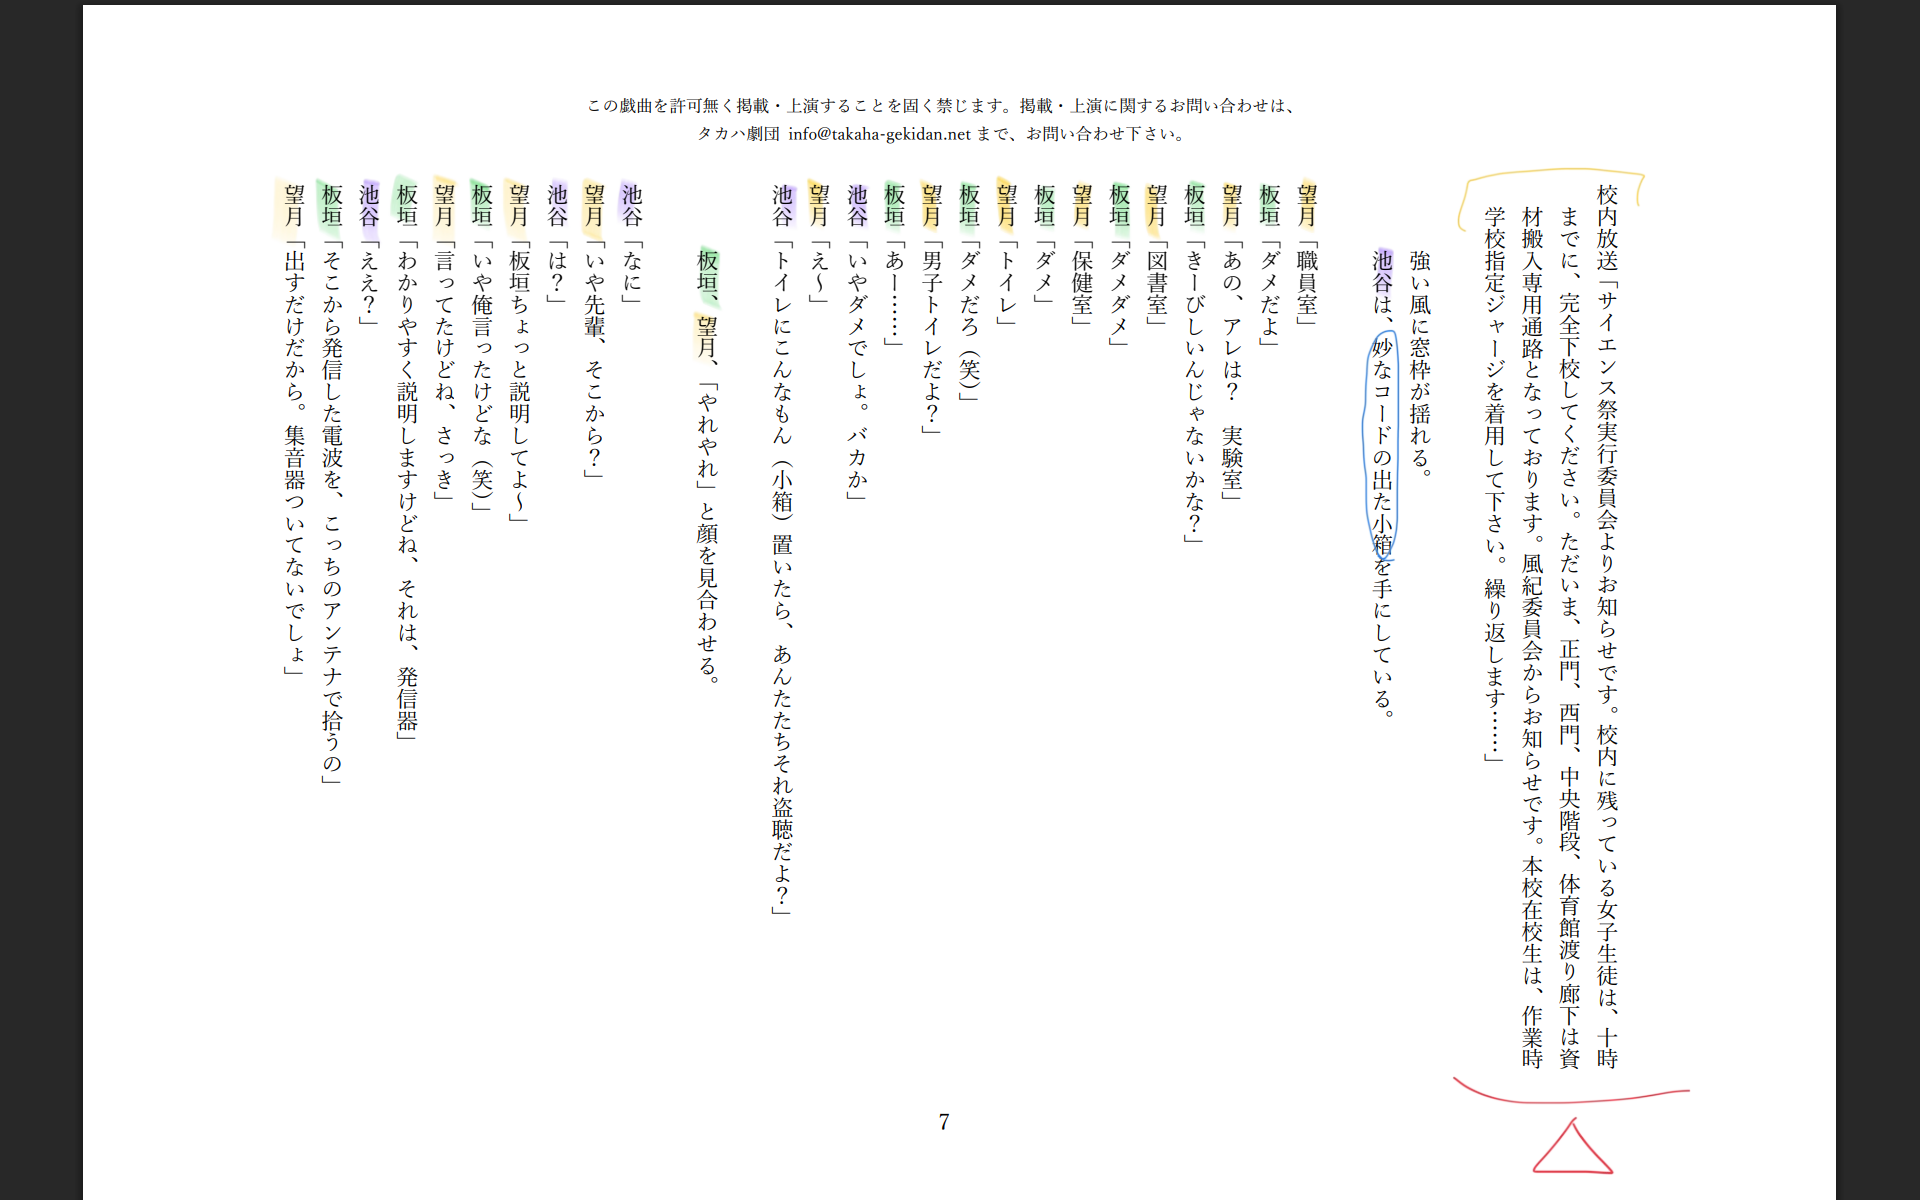 この戯曲を許可無く掲載・上演することを固く禁じます。掲載・上演に関するお問い合わせは、
タカハ劇団 info@takaha-gekidan.net まで、お問い合わせ下さい。
校内放送「サイエンス祭実行委員会よりお知らせです。校内に残っている女子生徒は、十時
までに、完全下校してください。ただいま、正門、西門、中央階段、体育館渡り廊下は資
材搬入専用通路となっております。風紀委員会からお知らせです。本校在校生は、作業時
学校指定ジャージを着用して下さい。繰り返します……」
強い風に窓枠が揺れる。
池谷は、妙なコードの出た小箱を手にしている。
望月「職員室」
板垣「ダメだよ」
望月「あの、アレは？　実験室」
板垣「きーびしいんじゃないかな？」
望月「図書室」
板垣「ダメダメ」
望月「保健室」
板垣「ダメ」
望月「トイレ」
板垣「ダメだろ（笑）」
望月「男子トイレだよ？」
板垣「あー……」
池谷「いやダメでしょ。バカか」
望月「え〜」
池谷「トイレにこんなもん（小箱）置いたら、あんたたちそれ盗聴だよ？」
板垣、望月、「やれやれ」と顔を見合わせる。
池谷「なに」
望月「いや先輩、そこから？」
池谷「は？」
望月「板垣ちょっと説明してよ〜」
板垣「いや俺言ったけどな（笑）」
望月「言ってたけどね、さっき」
板垣「わかりやすく説明しますけどね、それは、発信器」
池谷「ええ？」
板垣「そこから発信した電波を、こっちのアンテナで拾うの」
望月「出すだけだから。集音器ついてないでしょ」
7